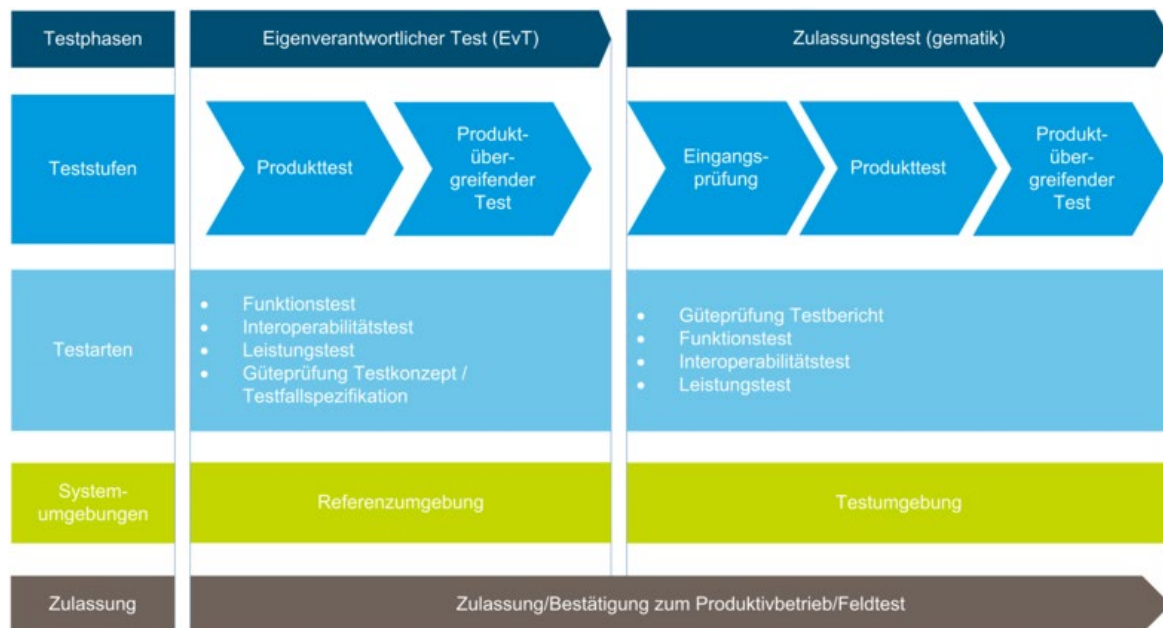 Testphasen
Eigenverantwortlicher Test (EvT)
Zulassungstest (gematik)
Teststufen
Produkttest
Produkt-
über-
greifender
Test
Eingangs-
prüfung
Produkttest
Produkt-
über-
greifender
Test
Testarten
• Funktionstest
• Interoperabilitätstest
• Leistungstest
• Güteprüfung Testkonzept /
Testfallspezifikation
• Güteprüfung Testbericht
• Funktionstest
• Interoperabilitätstest
• Leistungstest
System-
umgebungen
Referenzumgebung
Testumgebung
Zulassung
Zulassung/Bestätigung zum Produktivbetrieb/Feldtest